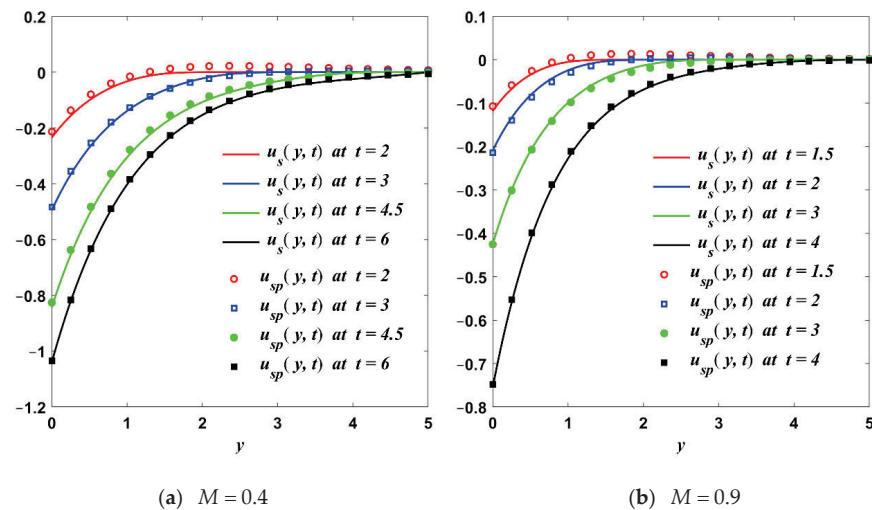 0.2
0
−0.2
−0.4
−0.6
−0.8
−1
−1.2
0 1 2 3 4 5
y
u_s(y, t) at t = 2
u_s(y, t) at t = 3
u_s(y, t) at t = 4.5
u_s(y, t) at t = 6
u_sp(y, t) at t = 2
u_sp(y, t) at t = 3
u_sp(y, t) at t = 4.5
u_sp(y, t) at t = 6
(a) M = 0.4
0.1
0
−0.1
−0.2
−0.3
−0.4
−0.5
−0.6
−0.7
−0.8
0 1 2 3 4 5
y
u_s(y, t) at t = 1.5
u_s(y, t) at t = 2
u_s(y, t) at t = 3
u_s(y, t) at t = 4
u_sp(y, t) at t = 1.5
u_sp(y, t) at t = 2
u_sp(y, t) at t = 3
u_sp(y, t) at t = 4
(b) M = 0.9